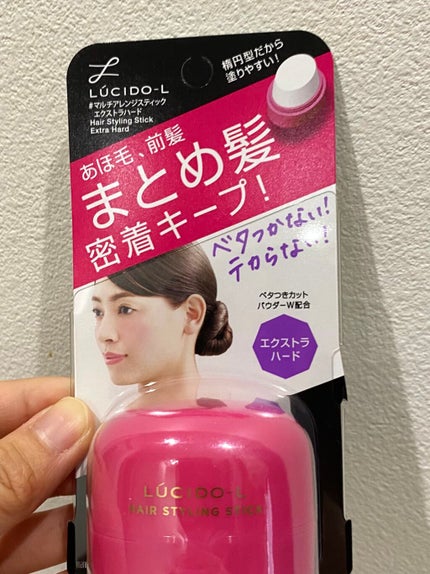 LÚCIDO-L
#マルチアレンジスティック
エクストラハード
Hair Styling Stick
Extra Hard
楕円型だから
塗りやすい!
あほ毛、前髪
まとめ髪
密着キープ!
ベタつかない!
テカらない!
ベタつきカット
パウダーW配合
エクストラ
ハード
LÚCIDO-L
HAIR STYLING STICK